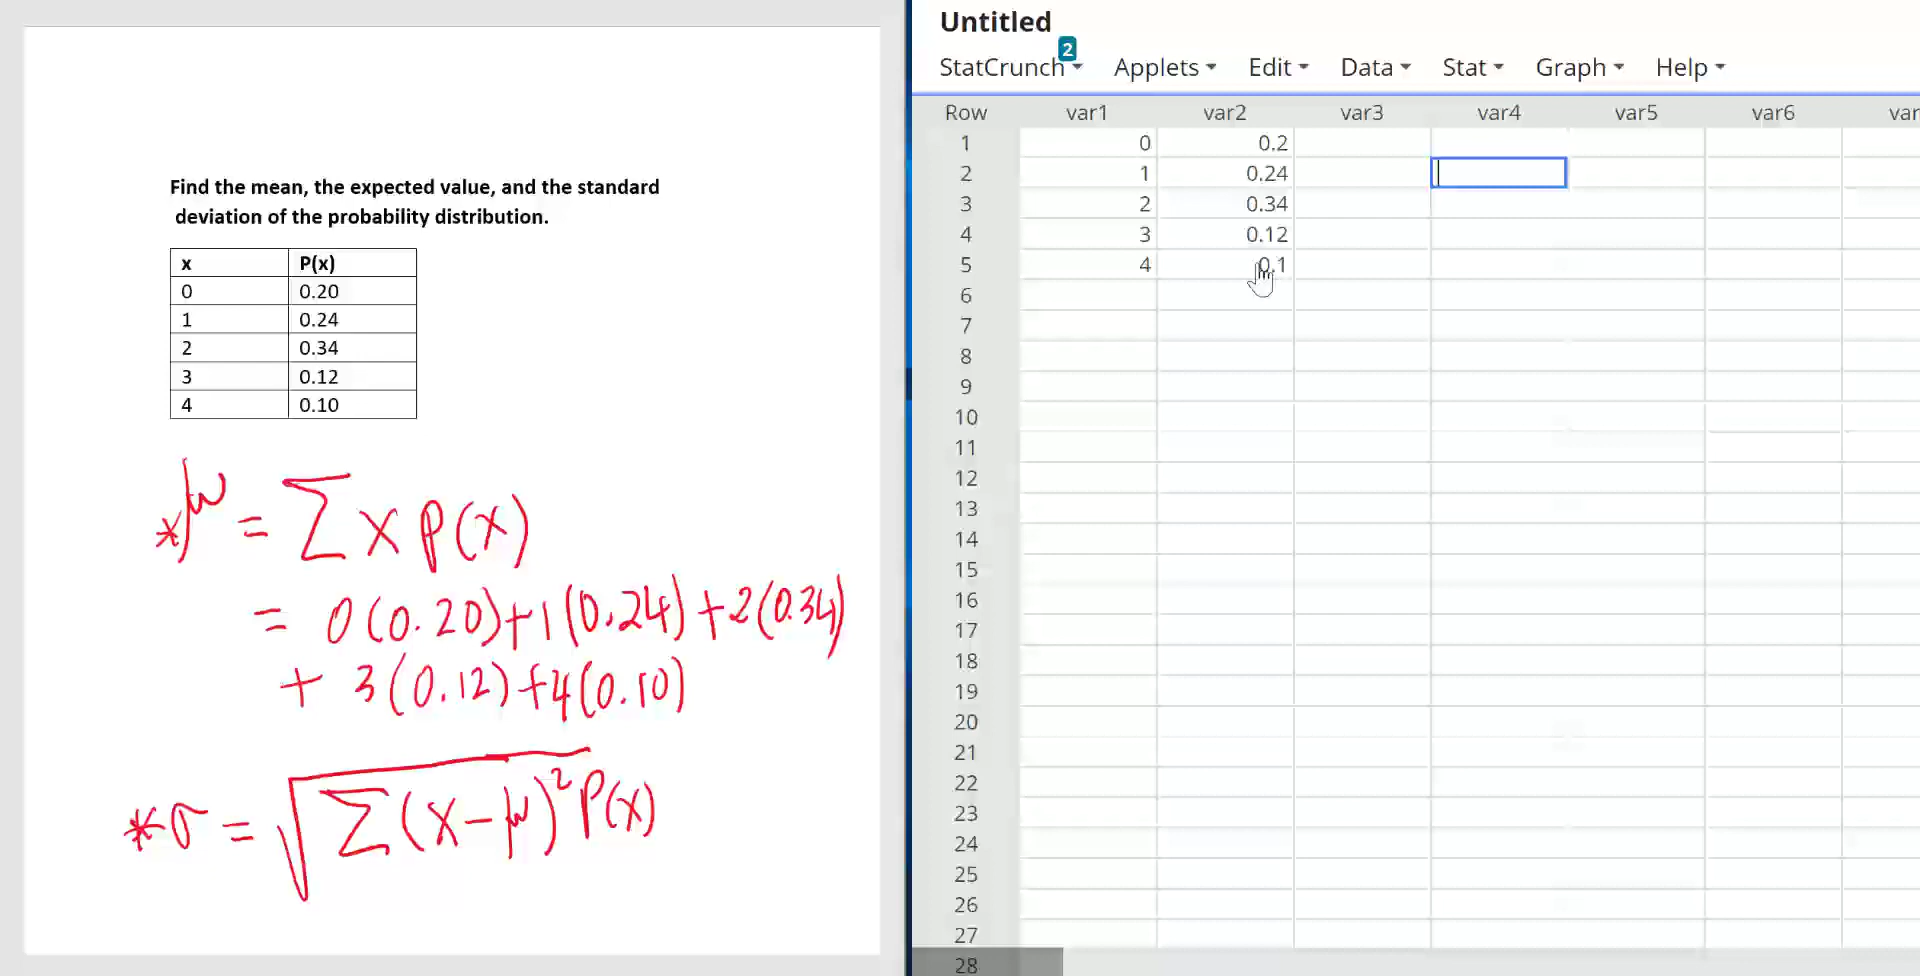 Find the mean, the expected value, and the standard
deviation of the probability distribution.
x P(x)
0 0.20
1 0.24
2 0.34
3 0.12
4 0.10
*μ = Σ x P(x)
= 0(0.20)+1(0.24)+2(0.34)
+ 3(0.12)+4(0.10)
*σ = √Σ(x-μ)²P(x)
Untitled
2
StatCrunch Applets Edit Data Stat Graph Help
Row var1 var2 var3 var4 var5 var6 var
1 0 0.2
2 1 0.24
3 2 0.34
4 3 0.12
5 4 0.1
6
7
8
9
10
11
12
13
14
15
16
17
18
19
20
21
22
23
24
25
26
27
28